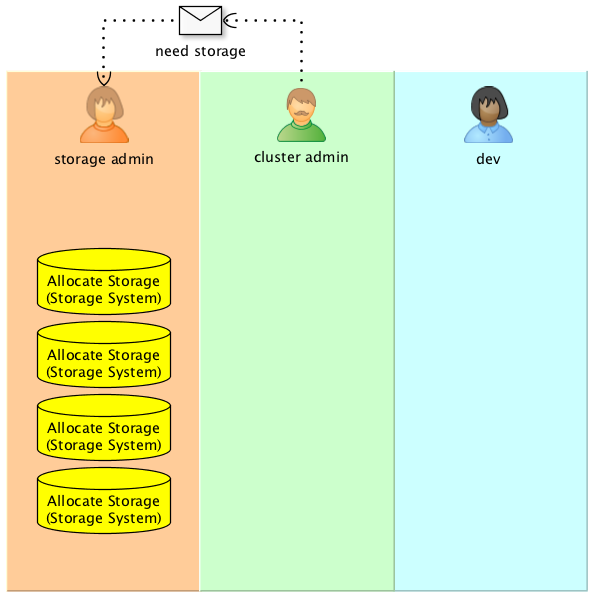 need storage
storage admin
cluster admin
dev
Allocate Storage
(Storage System)
Allocate Storage
(Storage System)
Allocate Storage
(Storage System)
Allocate Storage
(Storage System)